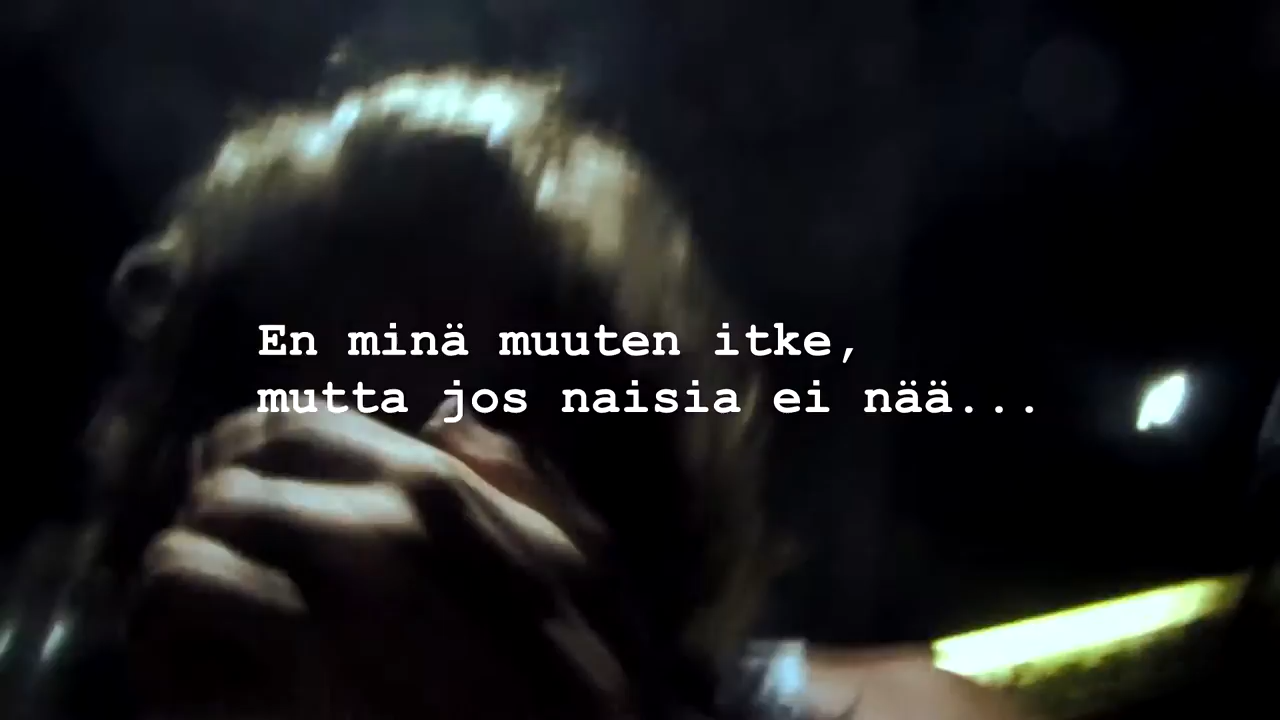 En minä muuten itke,
mutta jos naisia ei nää...